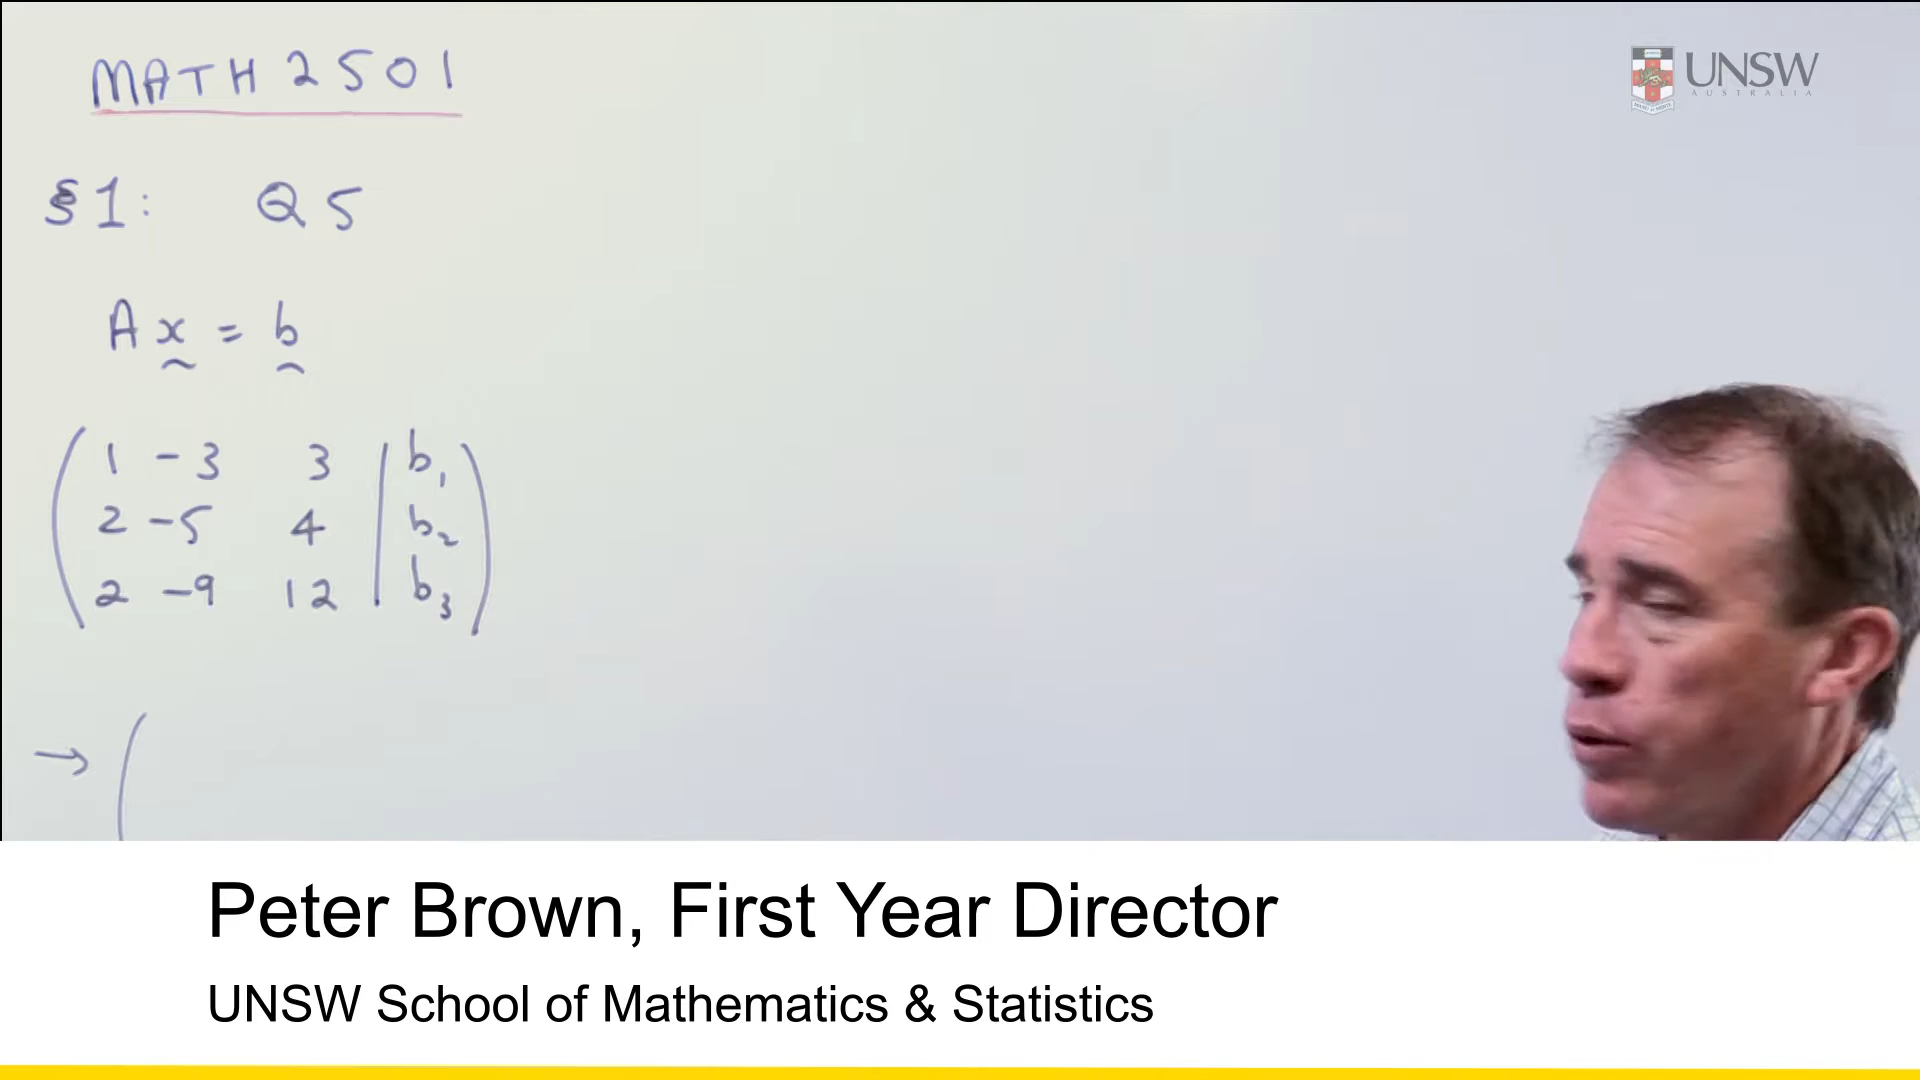 MATH 2501
§1: Q5
A x = b
1 -3 3 b₁
2 -5 4 b₂
2 -9 12 b₃
→ (
UNSW
AUSTRALIA
Peter Brown, First Year Director
UNSW School of Mathematics & Statistics